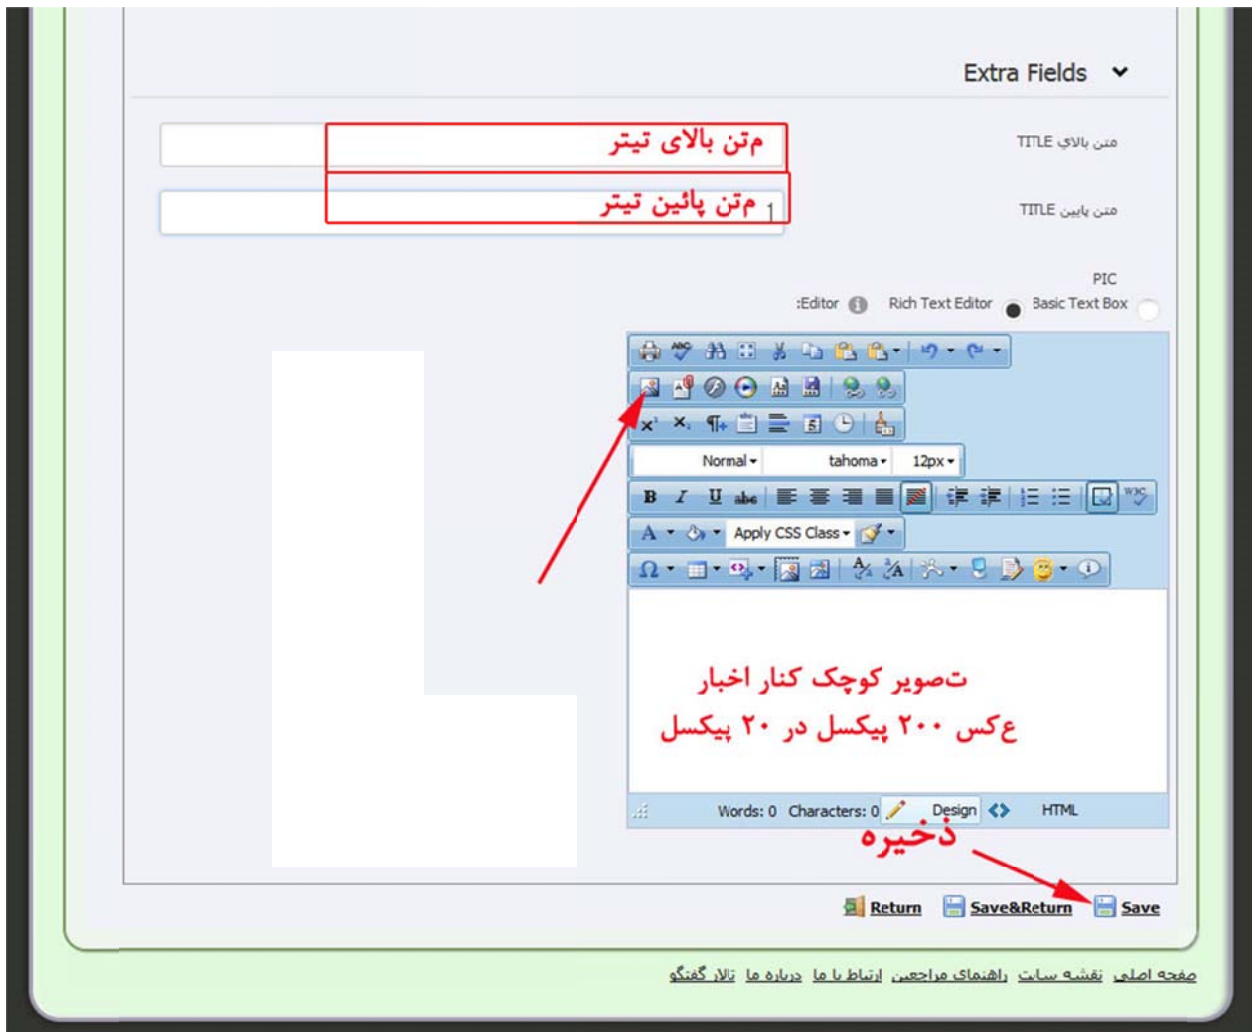 Extra Fields
متن بالای TITLE
متن بالای تیتر
متن پایین TITLE
1 متن پائین تیتر
PIC
Basic Text Box Rich Text Editor Editor:
Normal tahoma 12px
B I U abc W3C
A Apply CSS Class
تصویر کوچک کنار اخبار
عکس ۲۰۰ پیکسل در ۲۰ پیکسل
Words: 0 Characters: 0 Design HTML
ذخیره
Return Save&Return Save
صفحه اصلی نقشه سایت راهنمای مراجعین ارتباط با ما درباره ما تالار گفتگو